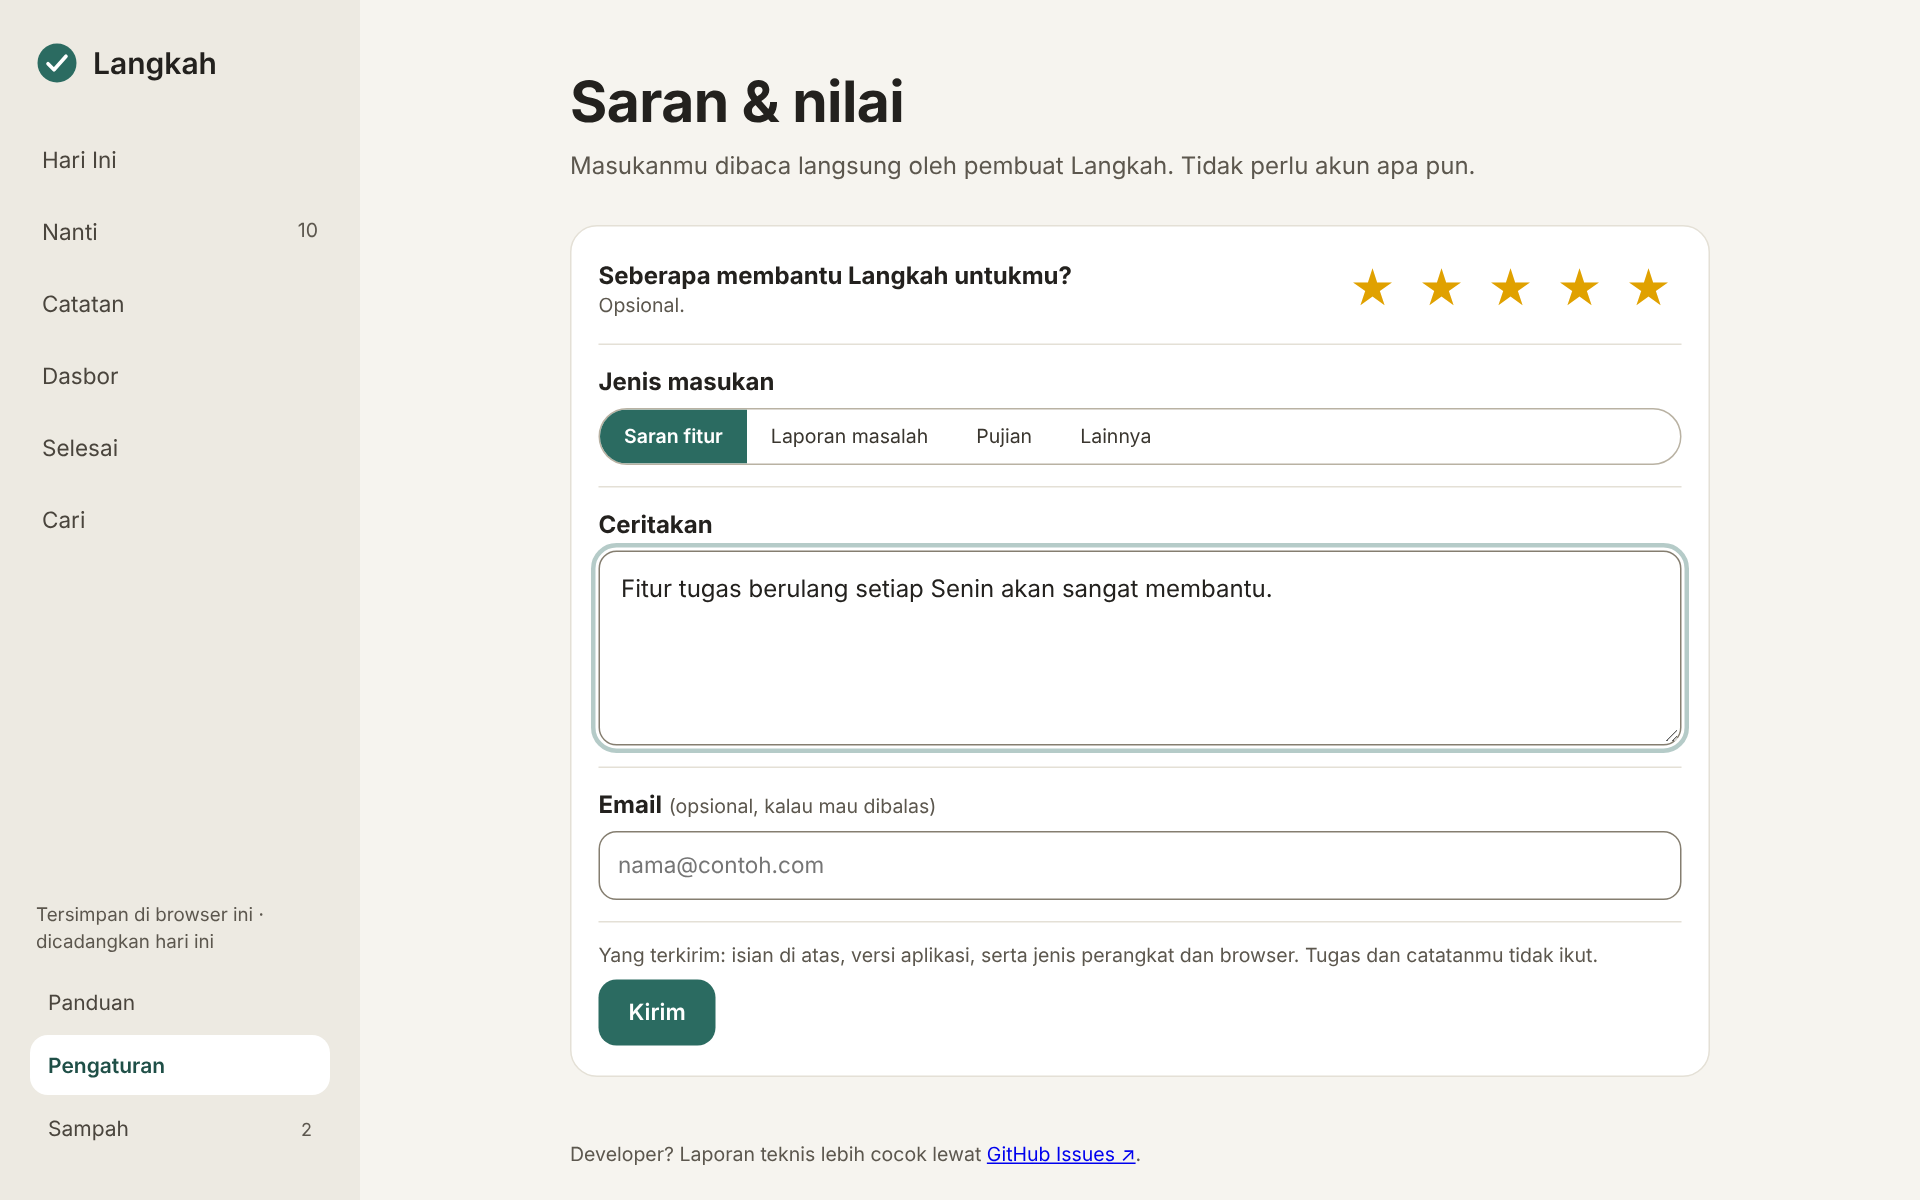 Langkah
Hari Ini
Nanti 10
Catatan
Dasbor
Selesai
Cari
Tersimpan di browser ini ·
dicadangkan hari ini
Panduan
Pengaturan
Sampah 2
Saran & nilai
Masukanmu dibaca langsung oleh pembuat Langkah. Tidak perlu akun apa pun.
Seberapa membantu Langkah untukmu?
Opsional.
Jenis masukan
Saran fitur Laporan masalah Pujian Lainnya
Ceritakan
Fitur tugas berulang setiap Senin akan sangat membantu.
Email (opsional, kalau mau dibalas)
nama@contoh.com
Yang terkirim: isian di atas, versi aplikasi, serta jenis perangkat dan browser. Tugas dan catatanmu tidak ikut.
Kirim
Developer? Laporan teknis lebih cocok lewat GitHub Issues ↗.